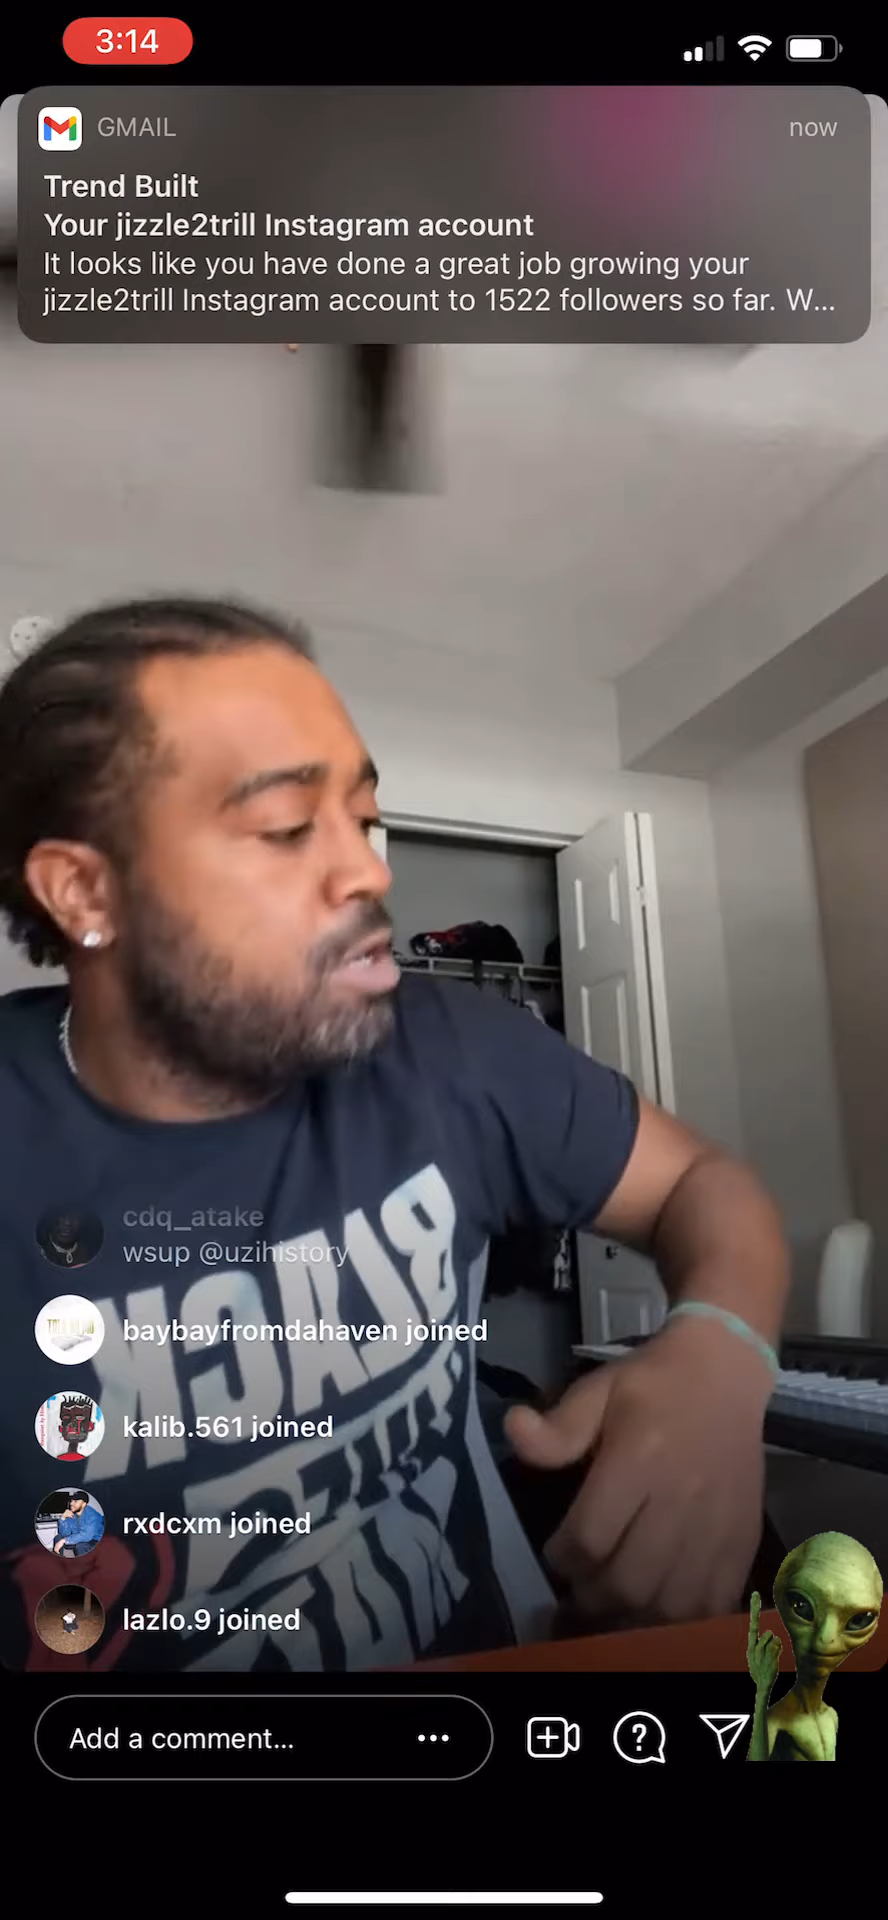 3:14
GMAIL
now
Trend Built
Your jizzle2trill Instagram account
It looks like you have done a great job growing your
jizzle2trill Instagram account to 1522 followers so far. W...
cdq_atake
wsup @uzihistory
BLACK
baybayfromdahaven joined
kalib.561 joined
rxdcxm joined
lazlo.9 joined
Add a comment...